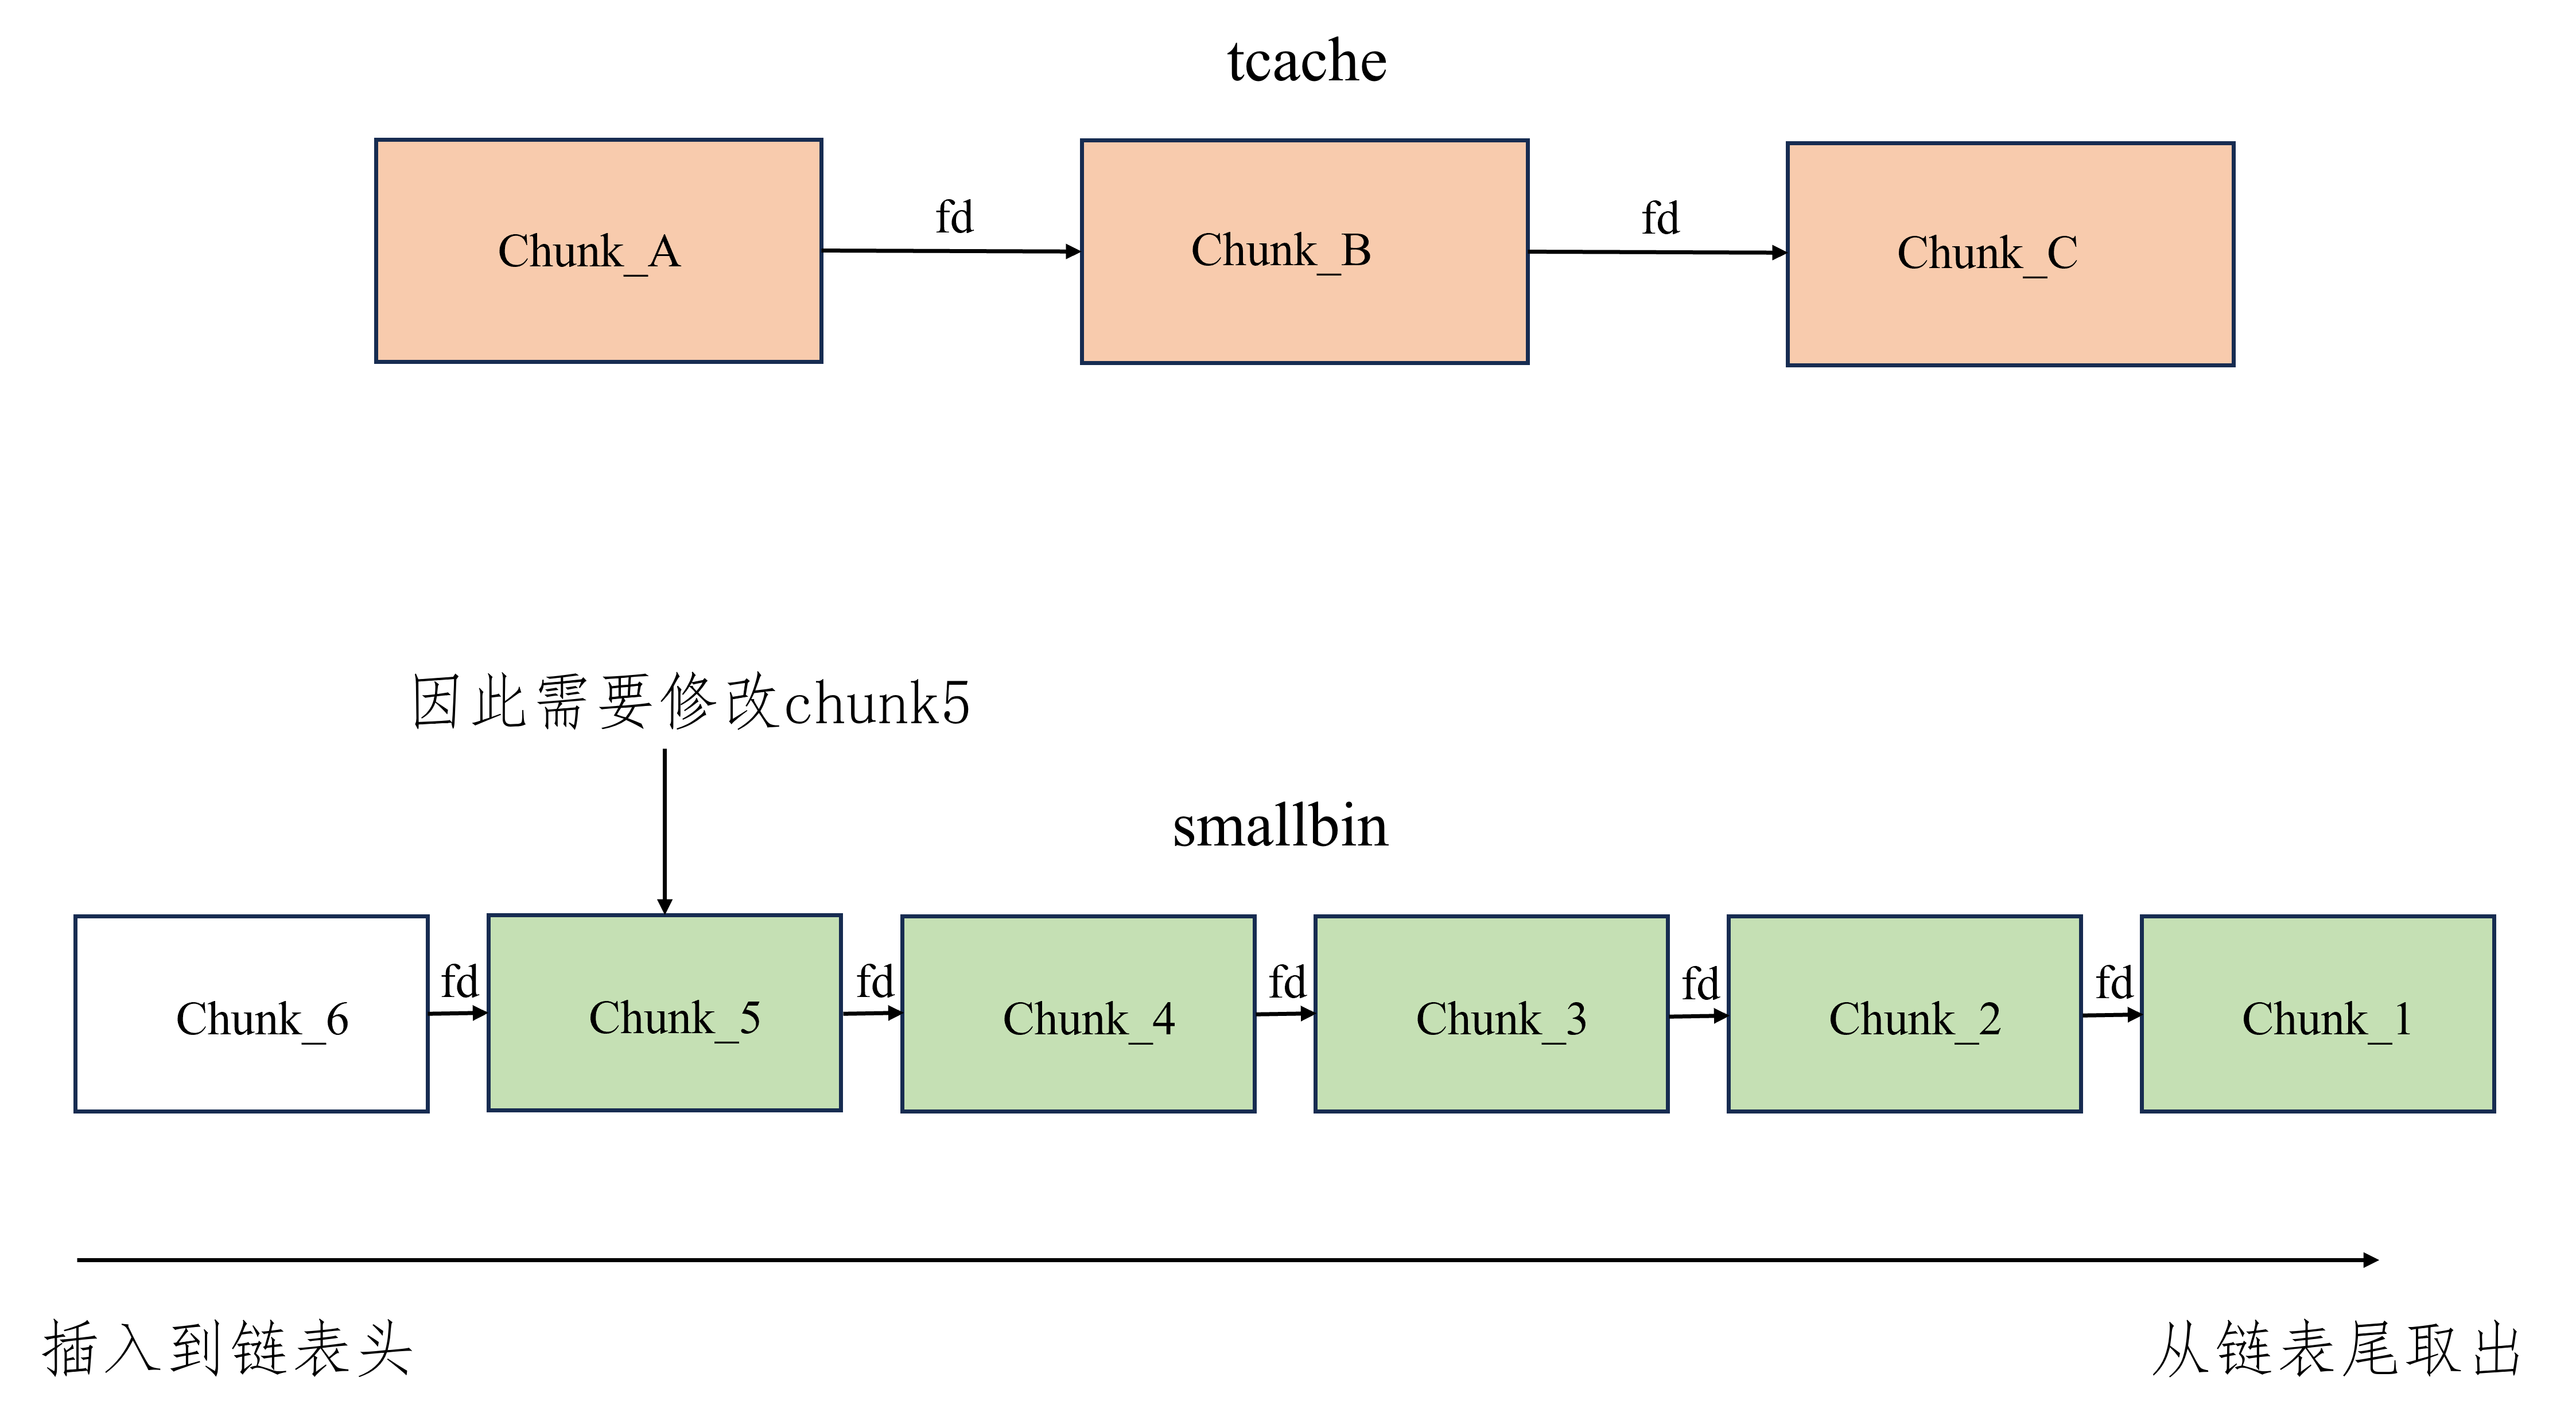 tcache
Chunk_A
fd
Chunk_B
fd
Chunk_C
因此需要修改chunk5
smallbin
Chunk_6
fd
Chunk_5
fd
Chunk_4
fd
Chunk_3
fd
Chunk_2
fd
Chunk_1
插入到链表头
从链表尾取出